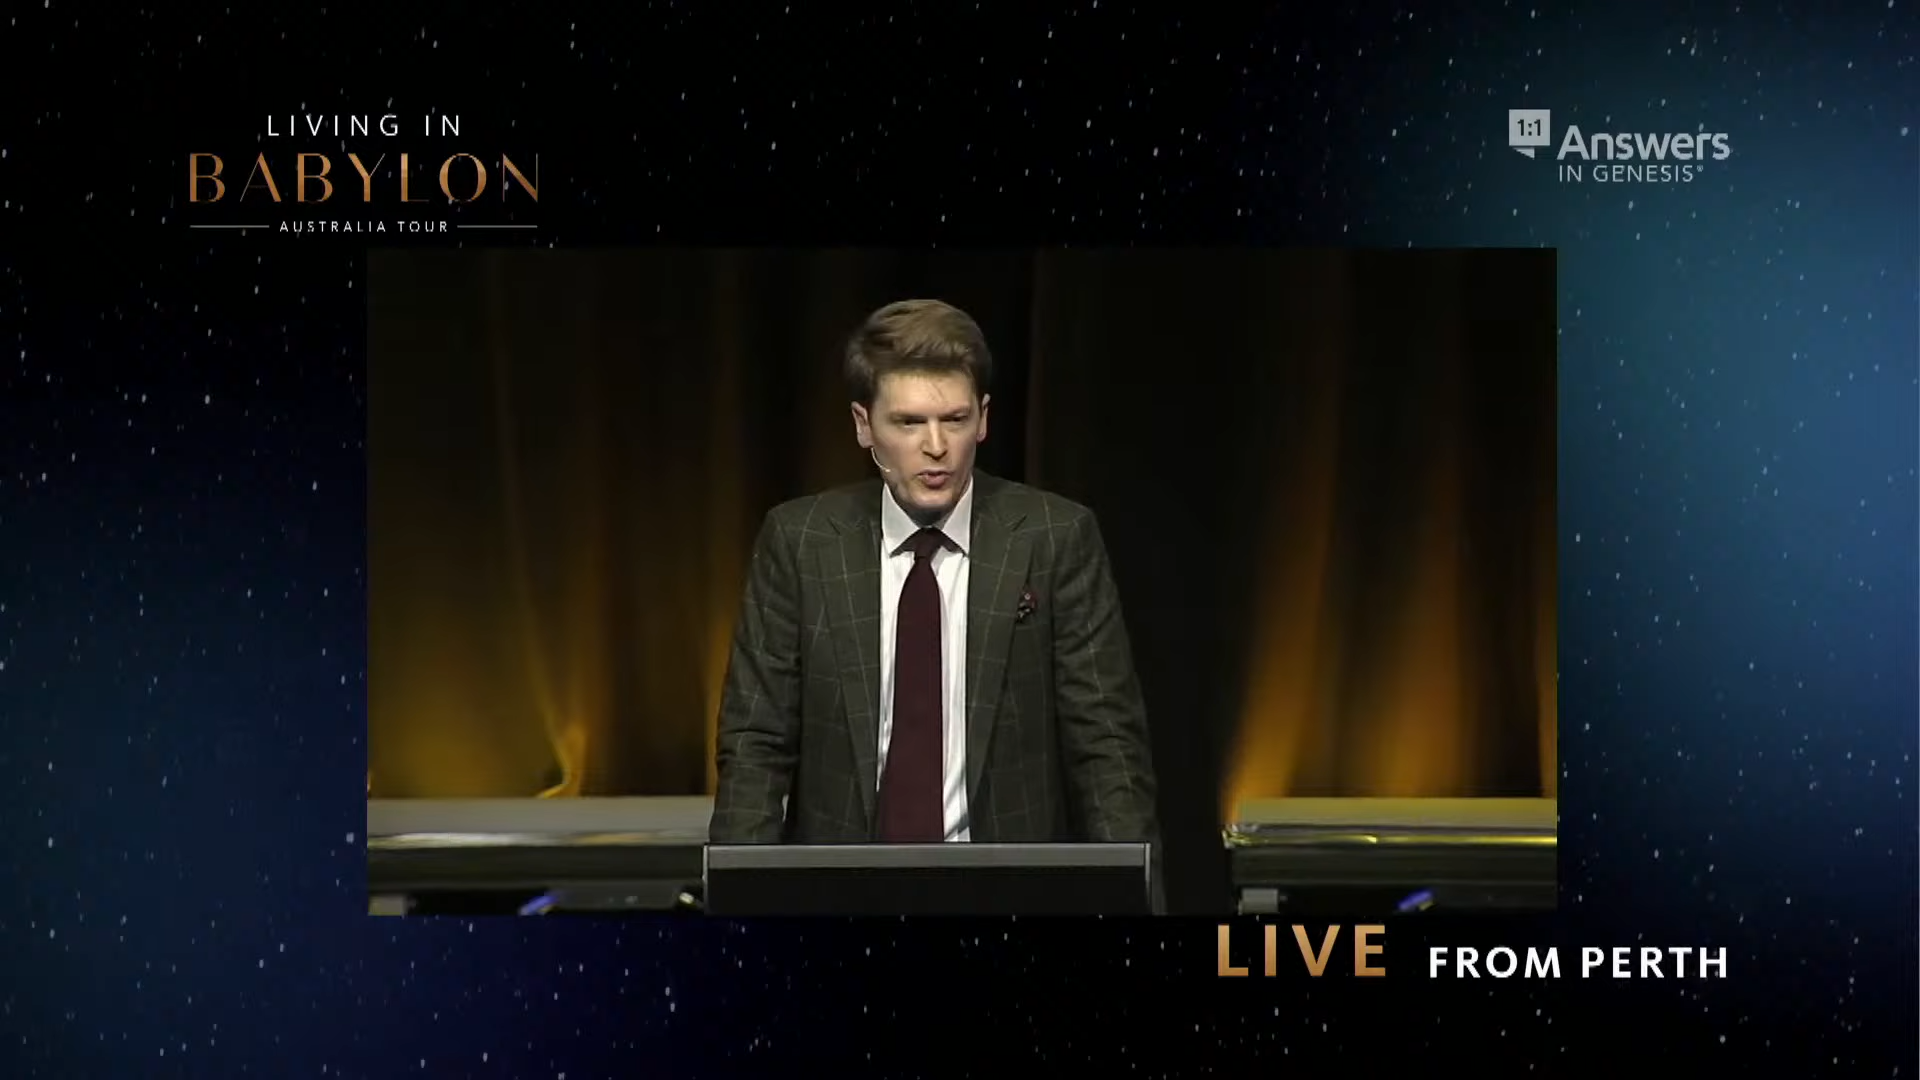 LIVING IN
BABYLON
AUSTRALIA TOUR
1:1
Answers
IN GENESIS®
LIVE FROM PERTH